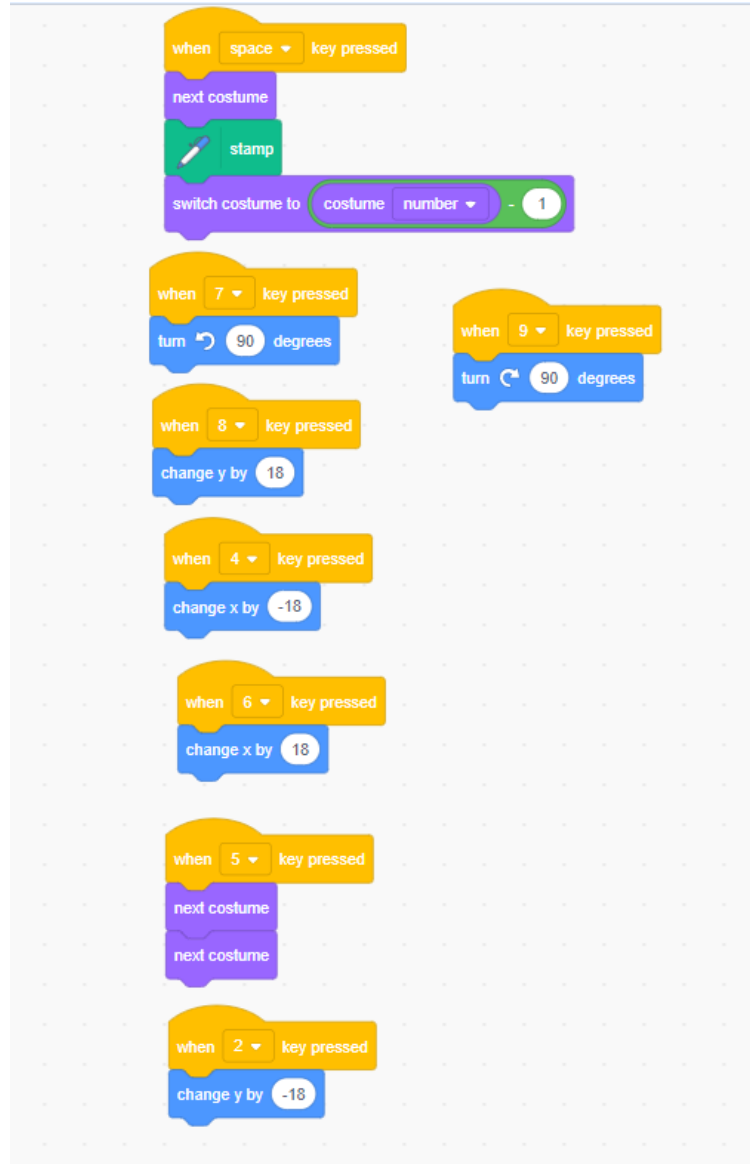 when space key pressed
next costume
stamp
switch costume to costume number - 1
when 7 key pressed
turn 90 degrees
when 9 key pressed
turn 90 degrees
when 8 key pressed
change y by 18
when 4 key pressed
change x by -18
when 6 key pressed
change x by 18
when 5 key pressed
next costume
next costume
when 2 key pressed
change y by -18